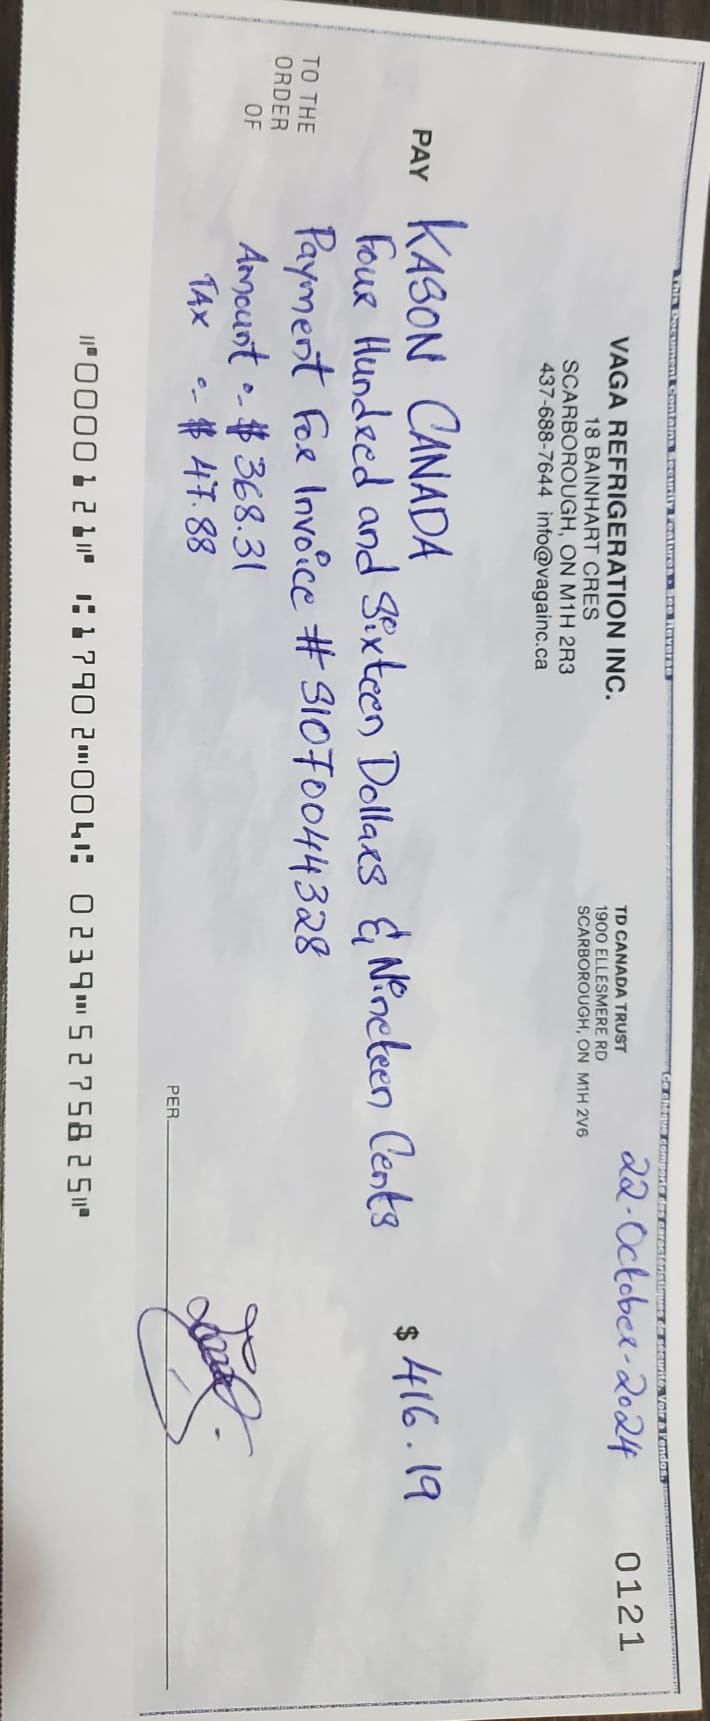 This Document Contains Security Features • See Reverse
Ce chèque comporte des caractéristiques de sécurité. Voir à l'endos.
VAGA REFRIGERATION INC.
18 BAINHART CRES
SCARBOROUGH, ON M1H 2R3
437-688-7644 info@vagainc.ca
TD CANADA TRUST
1900 ELLESMERE RD
SCARBOROUGH, ON M1H 2V6
22-October-2024
0121
PAY KASON CANADA
Four Hundred and Sixteen Dollars & Nineteen Cents $ 416.19
TO THE
ORDER
OF
Payment For Invoice # SI070044328
Amount :- $ 368.31
TAX :- $ 47.88
PER
⑈000121⑈ ⑆17902⑉004⑆ 0239⑉5275825⑈